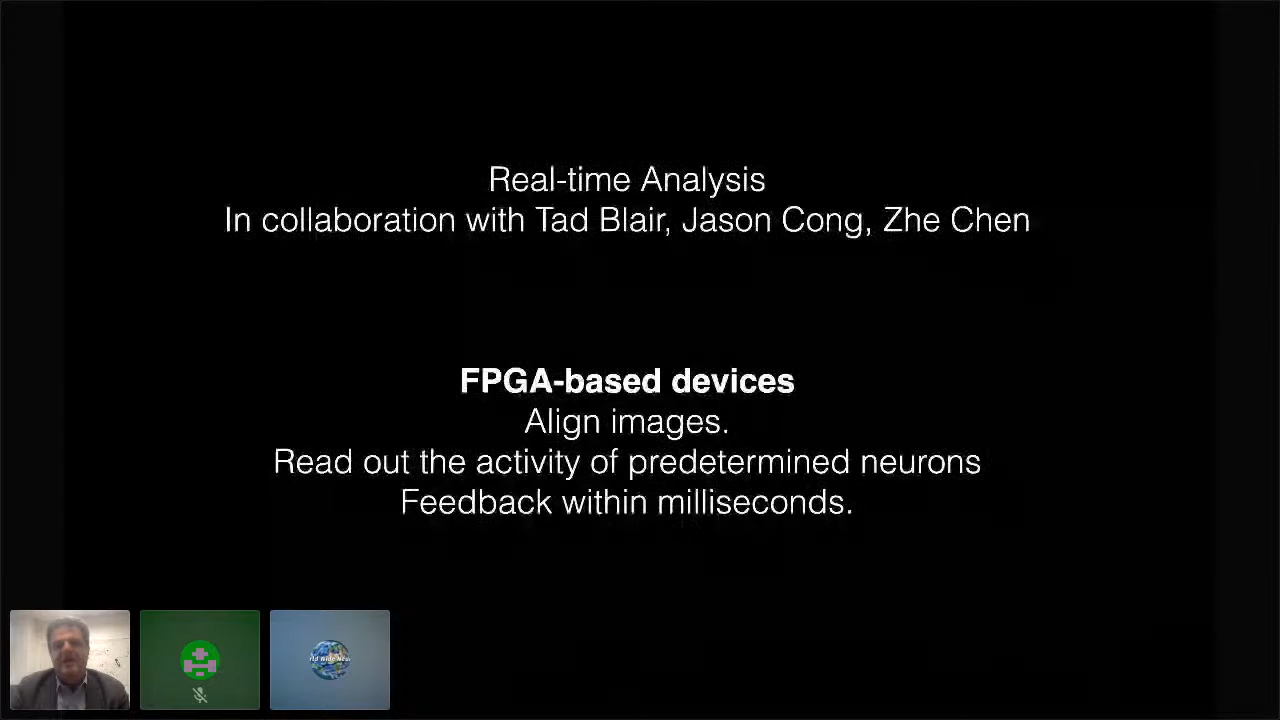 Real-time Analysis
In collaboration with Tad Blair, Jason Cong, Zhe Chen
FPGA-based devices
Align images.
Read out the activity of predetermined neurons
Feedback within milliseconds.